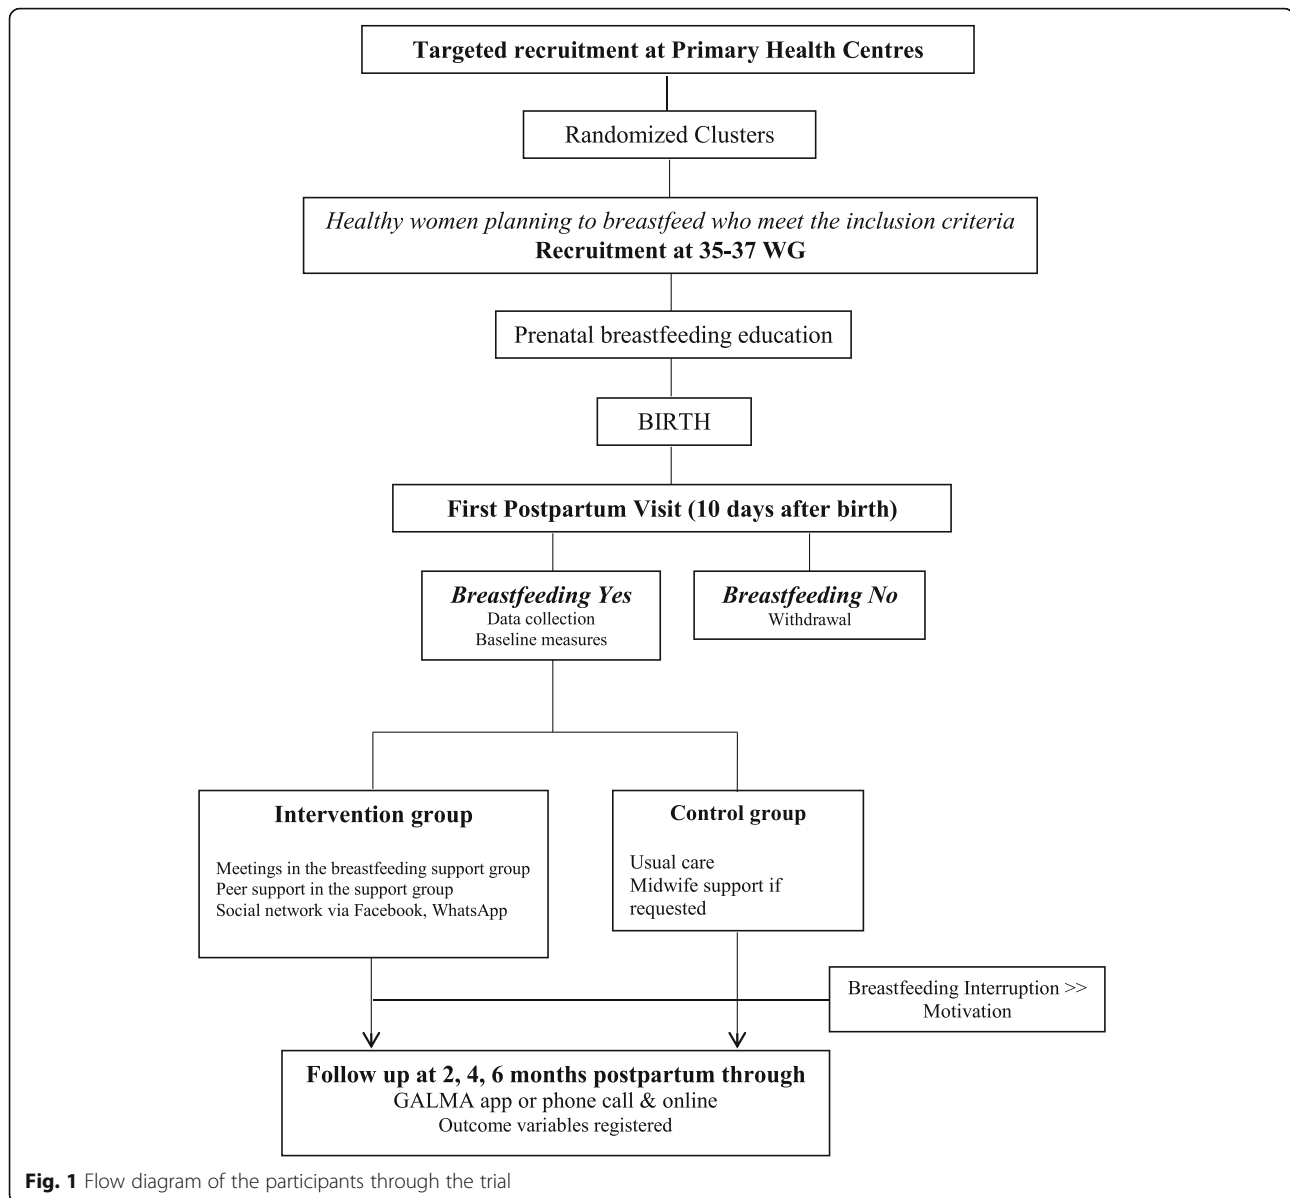 Targeted recruitment at Primary Health Centres
Randomized Clusters
Healthy women planning to breastfeed who meet the inclusion criteria
Recruitment at 35-37 WG
Prenatal breastfeeding education
BIRTH
First Postpartum Visit (10 days after birth)
Breastfeeding Yes
Data collection
Baseline measures
Breastfeeding No
Withdrawal
Intervention group
Meetings in the breastfeeding support group
Peer support in the support group
Social network via Facebook, WhatsApp
Control group
Usual care
Midwife support if
requested
Breastfeeding Interruption >>
Motivation
Follow up at 2, 4, 6 months postpartum through
GALMA app or phone call & online
Outcome variables registered
Fig. 1 Flow diagram of the participants through the trial